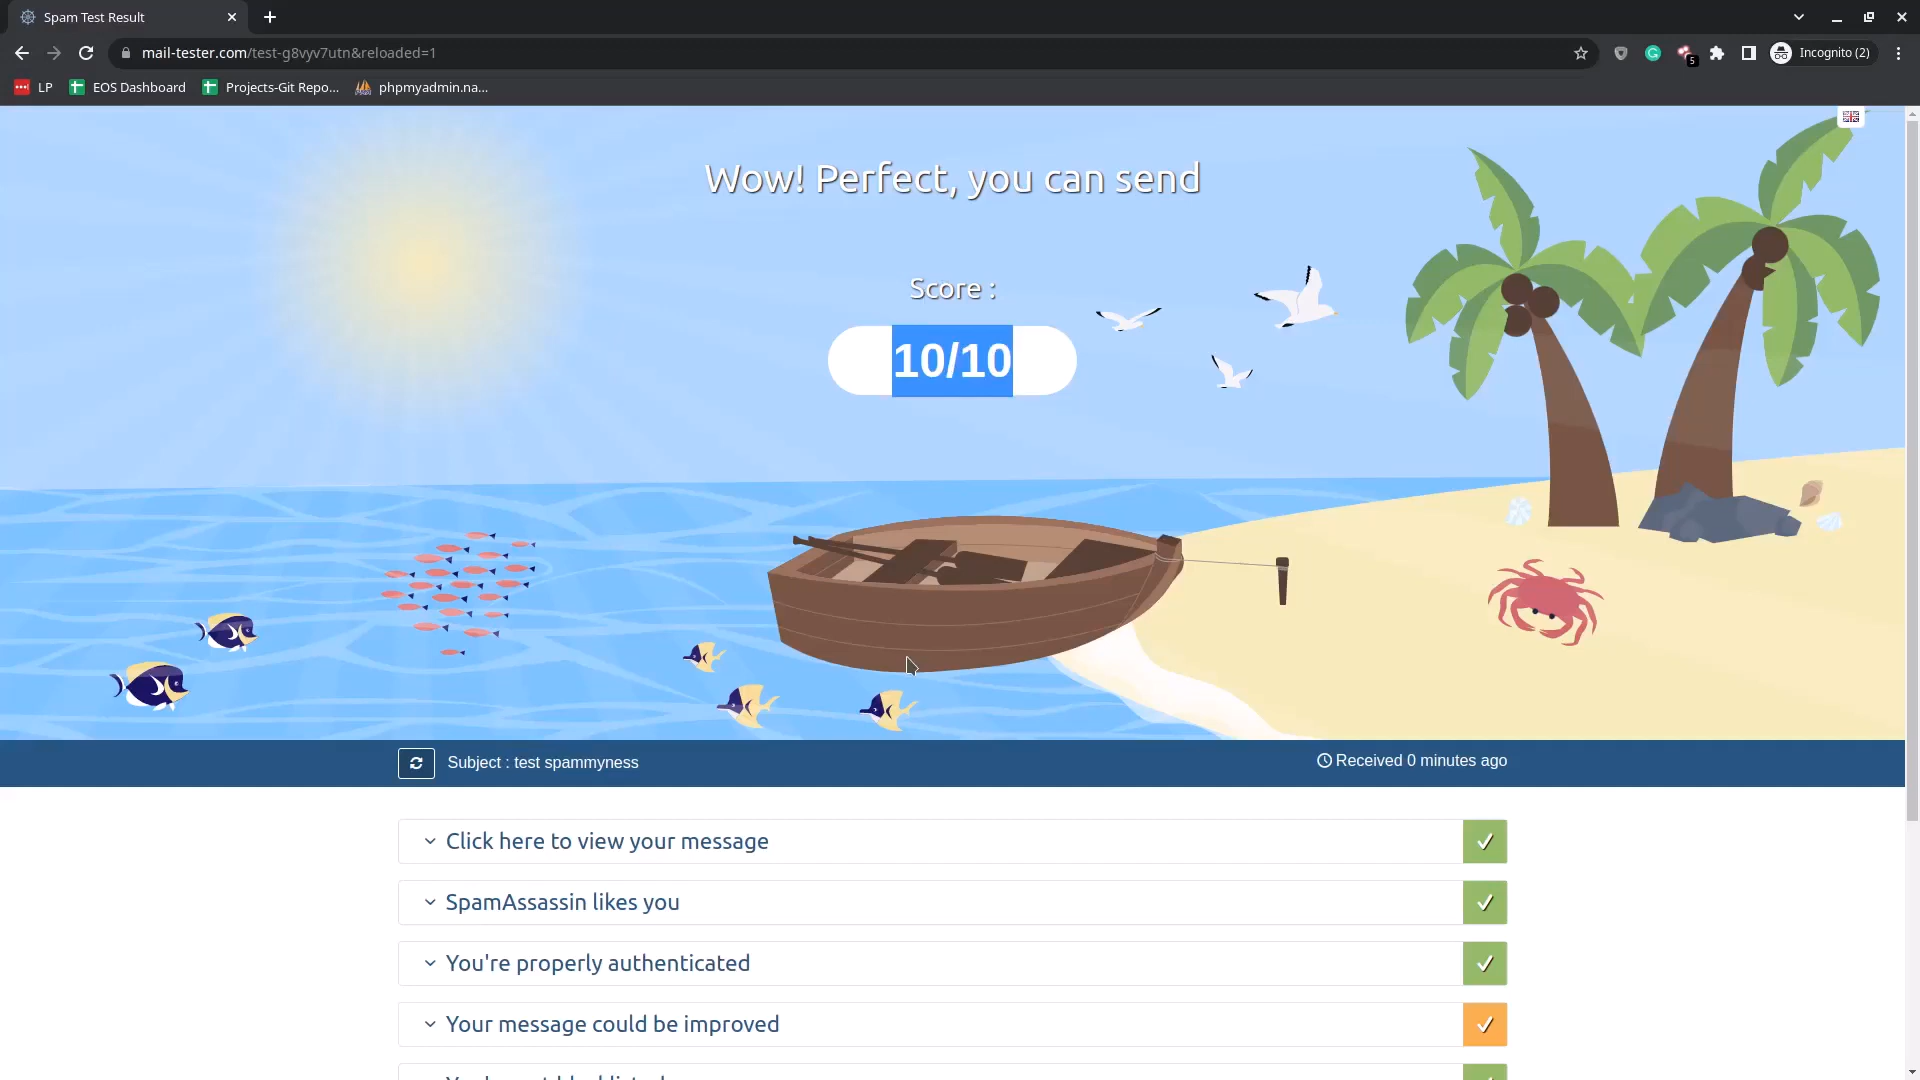 Spam Test Result
mail-tester.com/test-g8vyv7utn&reloaded=1
5
Incognito (2)
LP
EOS Dashboard
Projects-Git Repo...
phpmyadmin.na...
Wow! Perfect, you can send
Score :
10/10
Subject : test spammyness
Received 0 minutes ago
Click here to view your message
SpamAssassin likes you
You're properly authenticated
Your message could be improved